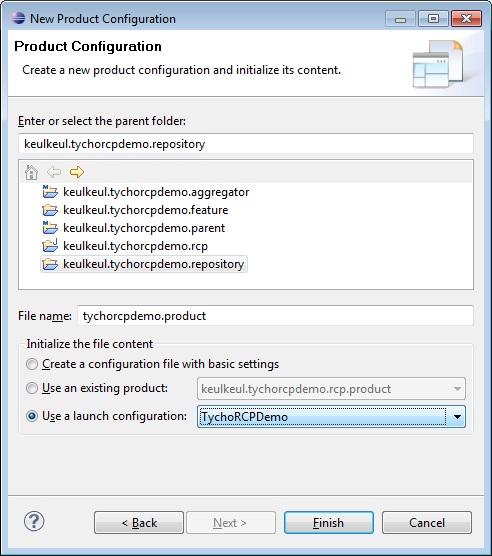 New Product Configuration
Product Configuration
Create a new product configuration and initialize its content.
Enter or select the parent folder:
keulkeul.tychorcpdemo.repository
keulkeul.tychorcpdemo.aggregator
keulkeul.tychorcpdemo.feature
keulkeul.tychorcpdemo.parent
keulkeul.tychorcpdemo.rcp
keulkeul.tychorcpdemo.repository
File name: tychorcpdemo.product
Initialize the file content
Create a configuration file with basic settings
Use an existing product: keulkeul.tychorcpdemo.rcp.product
Use a launch configuration: TychoRCPDemo
? < Back Next > Finish Cancel